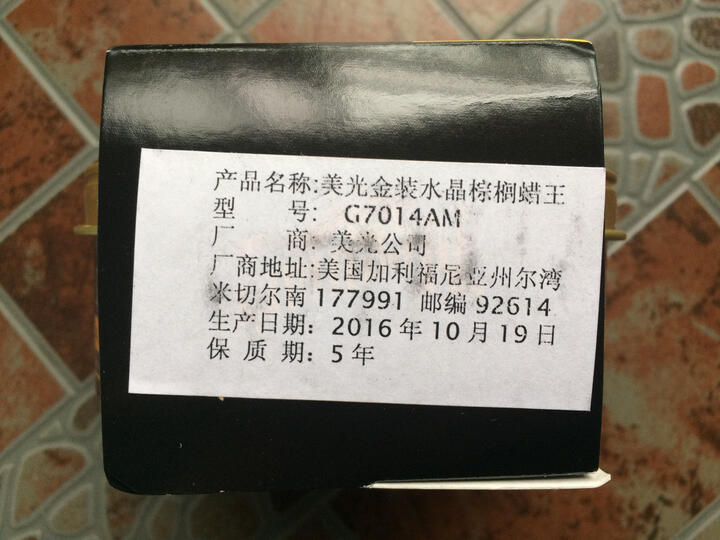 产品名称:美光金装水晶棕榈蜡王
型 号: G7014AM
厂 商: 美光公司
厂商地址:美国加利福尼亚州尔湾
米切尔南 177991 邮编 92614
生产日期: 2016 年 10 月 19 日
保 质 期: 5 年